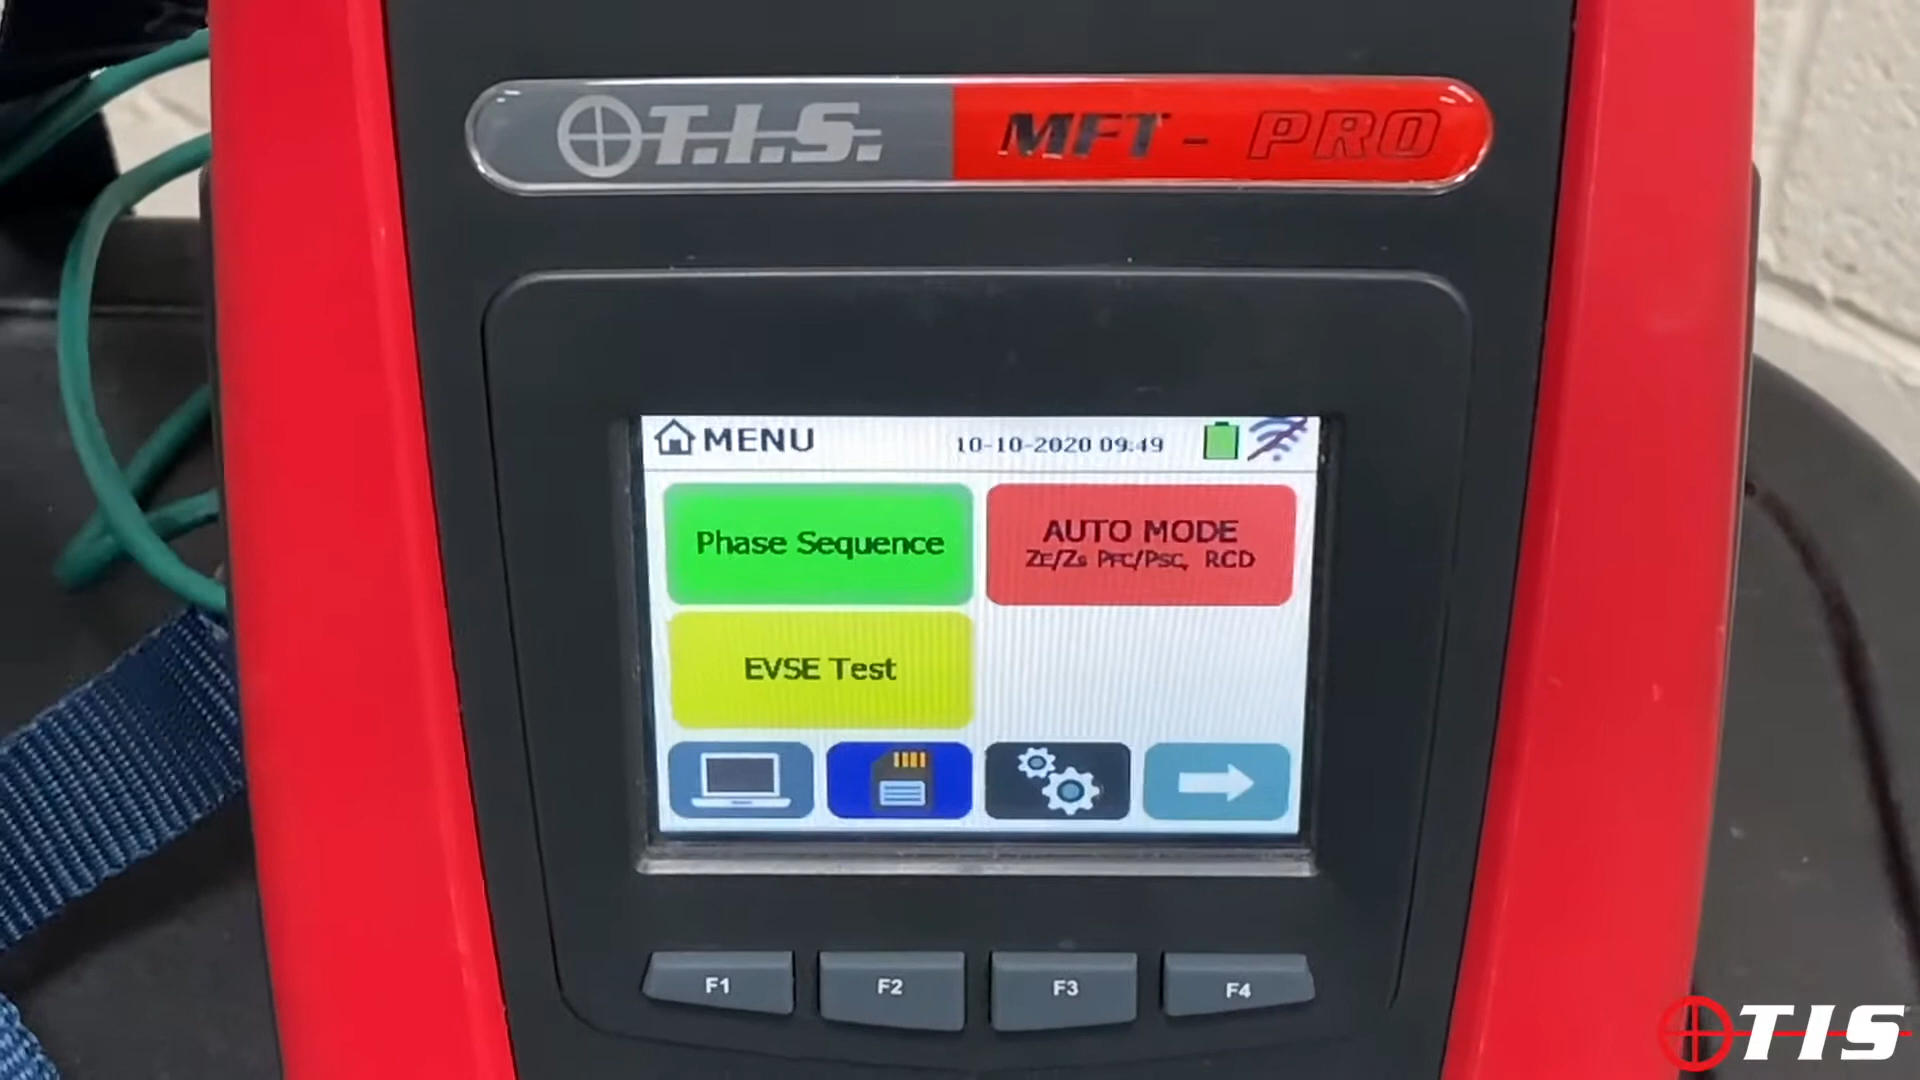 T.I.S. MFT - PRO
MENU 10-10-2020 09:49
Phase Sequence
AUTO MODE
ZE/ZS PFC/PSC, RCD
EVSE Test
F1 F2 F3 F4
TIS